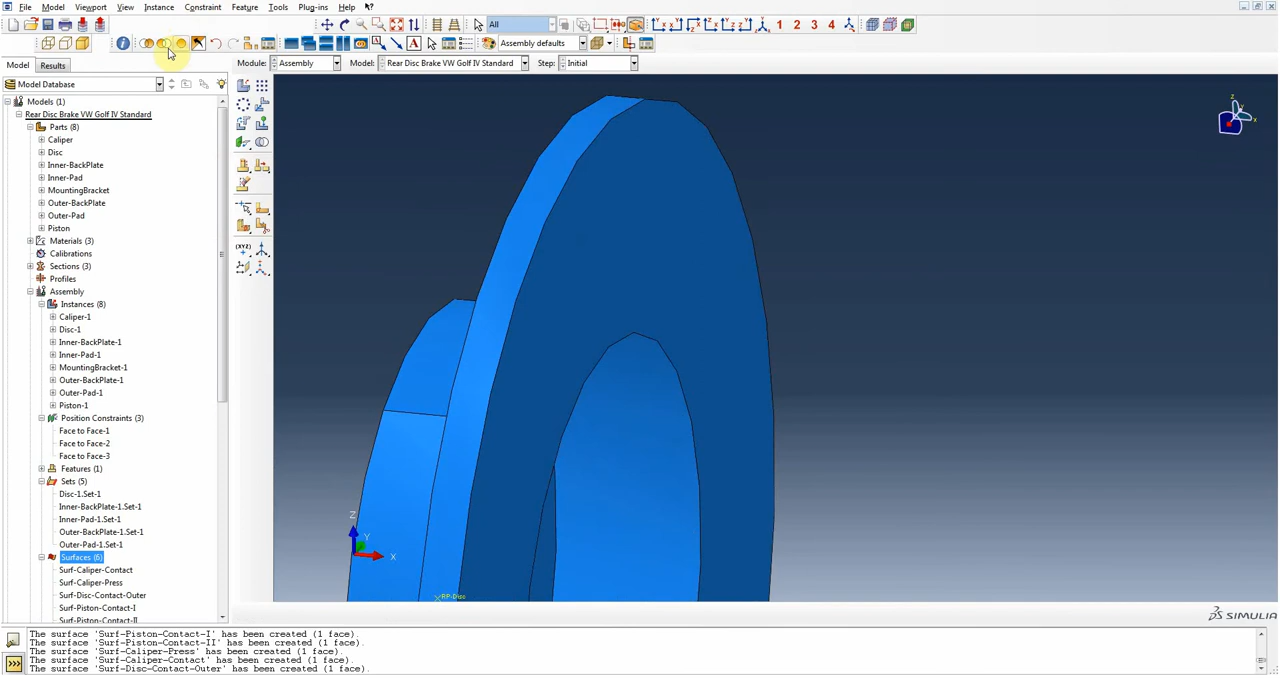 File Model Viewport View Instance Constraint Feature Tools Plug-ins Help
All
1 2 3 4
Assembly defaults
Model Results Module: Assembly Model: Rear Disc Brake VW Golf IV Standard Step: Initial
Model Database
Models (1)
Rear Disc Brake VW Golf IV Standard
Parts (8)
Caliper
Disc
Inner-BackPlate
Inner-Pad
MountingBracket
Outer-BackPlate
Outer-Pad
Piston
Materials (3)
Calibrations
Sections (3)
Profiles
Assembly
Instances (8)
Caliper-1
Disc-1
Inner-BackPlate-1
Inner-Pad-1
MountingBracket-1
Outer-BackPlate-1
Outer-Pad-1
Piston-1
Position Constraints (3)
Face to Face-1
Face to Face-2
Face to Face-3
Features (1)
Sets (5)
Disc-1.Set-1
Inner-BackPlate-1.Set-1
Inner-Pad-1.Set-1
Outer-BackPlate-1.Set-1
Outer-Pad-1.Set-1
Surfaces (6)
Surf-Caliper-Contact
Surf-Caliper-Press
Surf-Disc-Contact-Outer
Surf-Piston-Contact-I
Surf-Piston-Contact-II
Z
Y
X
RP-Disc
SIMULIA
The surface 'Surf-Piston-Contact-I' has been created (1 face).
The surface 'Surf-Piston-Contact-II' has been created (1 face).
The surface 'Surf-Caliper-Press' has been created (1 face).
The surface 'Surf-Caliper-Contact' has been created (1 face).
The surface 'Surf-Disc-Contact-Outer' has been created (1 face).